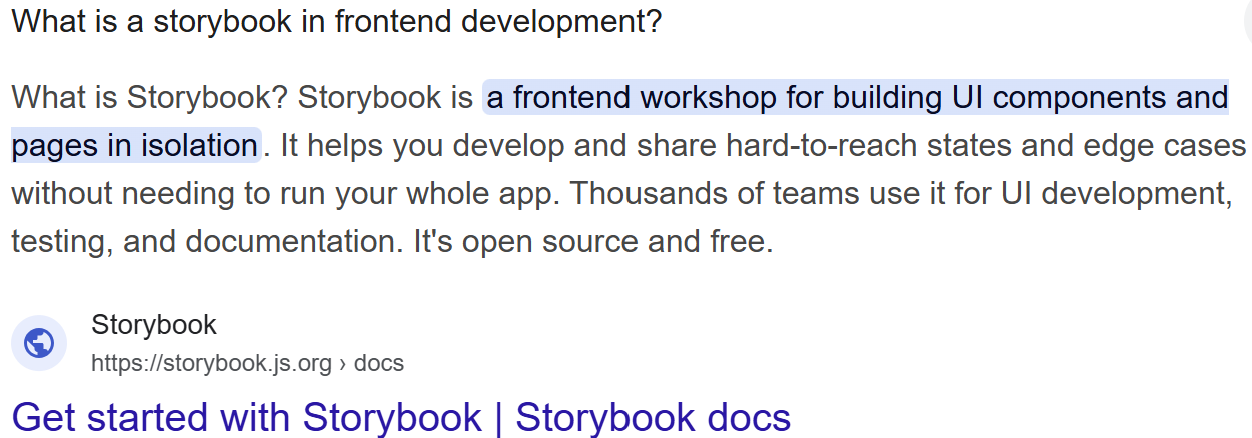 What is a storybook in frontend development?
What is Storybook? Storybook is a frontend workshop for building UI components and
pages in isolation. It helps you develop and share hard-to-reach states and edge cases
without needing to run your whole app. Thousands of teams use it for UI development,
testing, and documentation. It's open source and free.
Storybook
https://storybook.js.org › docs
Get started with Storybook | Storybook docs